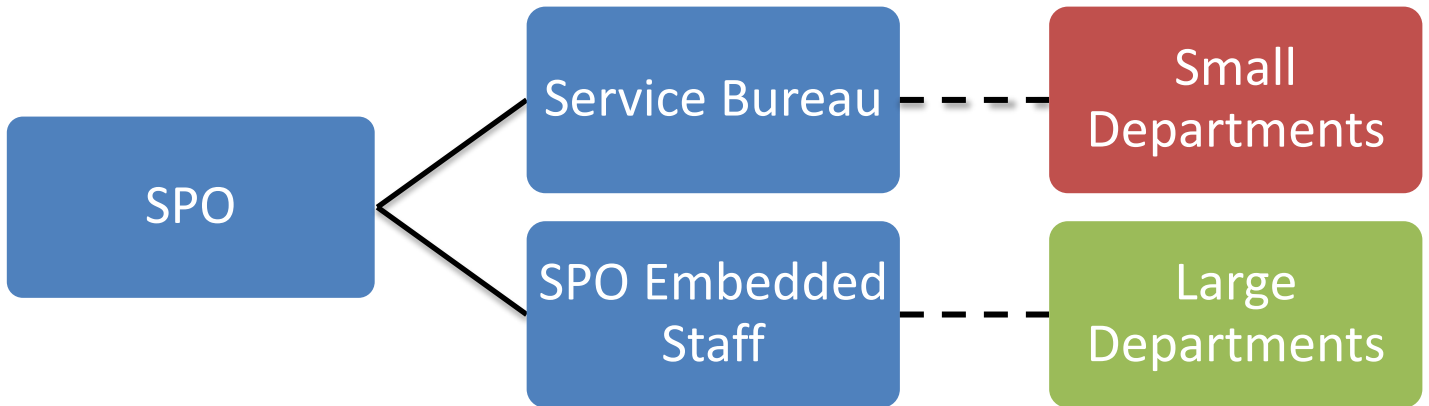 SPO
Service Bureau
Small
Departments
SPO Embedded
Staff
Large
Departments